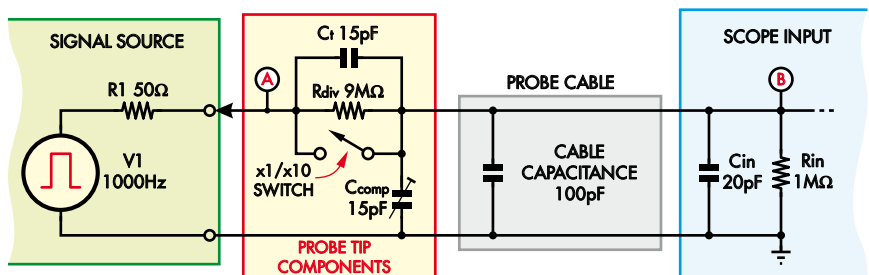 SIGNAL SOURCE
R1 50Ω
V1
1000Hz
A
Ct 15pF
Rdiv 9MΩ
x1/x10
SWITCH
Ccomp
15pF
PROBE TIP
COMPONENTS
PROBE CABLE
CABLE
CAPACITANCE
100pF
SCOPE INPUT
B
Cin
20pF
Rin
1MΩ